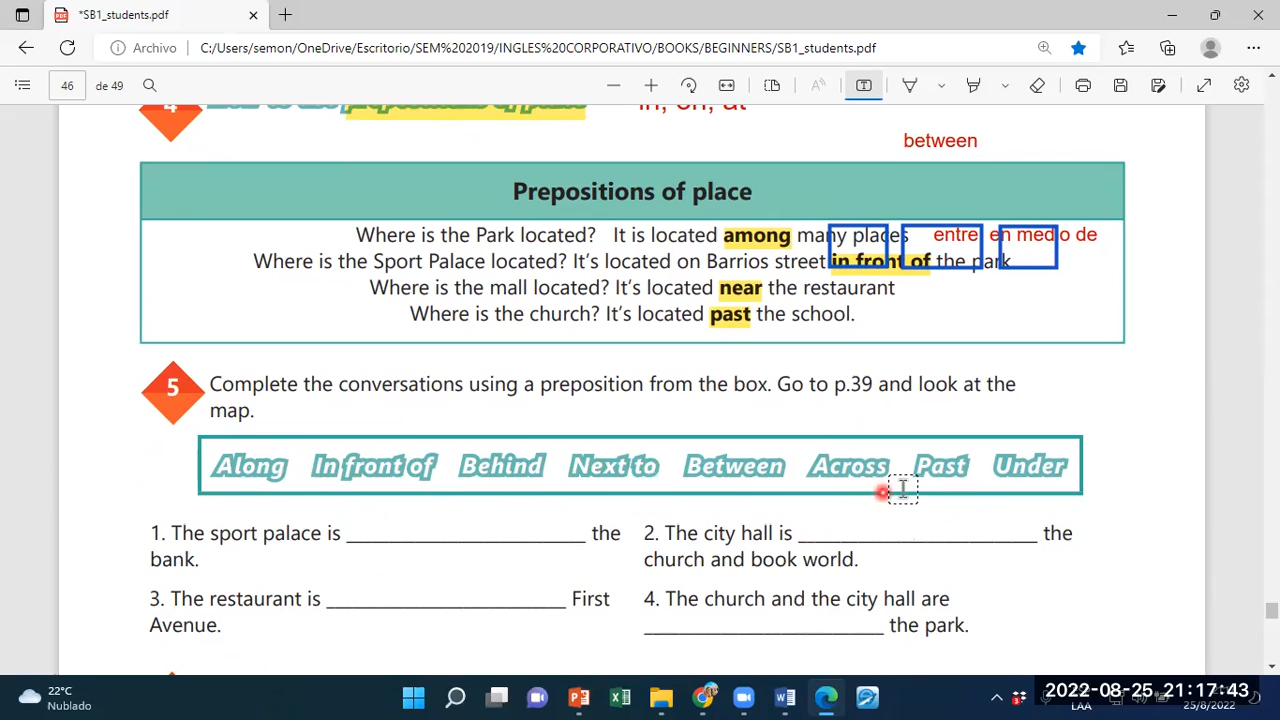 *SB1_students.pdf
Archivo
C:/Users/semon/OneDrive/Escritorio/SEM%202019/INGLES%20CORPORATIVO/BOOKS/BEGINNERS/SB1_students.pdf
46 de 49
4
in, on, at
between
Prepositions of place
Where is the Park located? It is located among many places entre en medio de
Where is the Sport Palace located? It's located on Barrios street in front of the park
Where is the mall located? It's located near the restaurant
Where is the church? It's located past the school.
5 Complete the conversations using a preposition from the box. Go to p.39 and look at the
map.
Along In front of Behind Next to Between Across Past Under
1. The sport palace is ______________________ the
bank.
2. The city hall is ______________________ the
church and book world.
3. The restaurant is ______________________ First
Avenue.
4. The church and the city hall are
______________________ the park.
22°C
Nublado
2022-08-25 21:17:43
LAA
25/8/2022